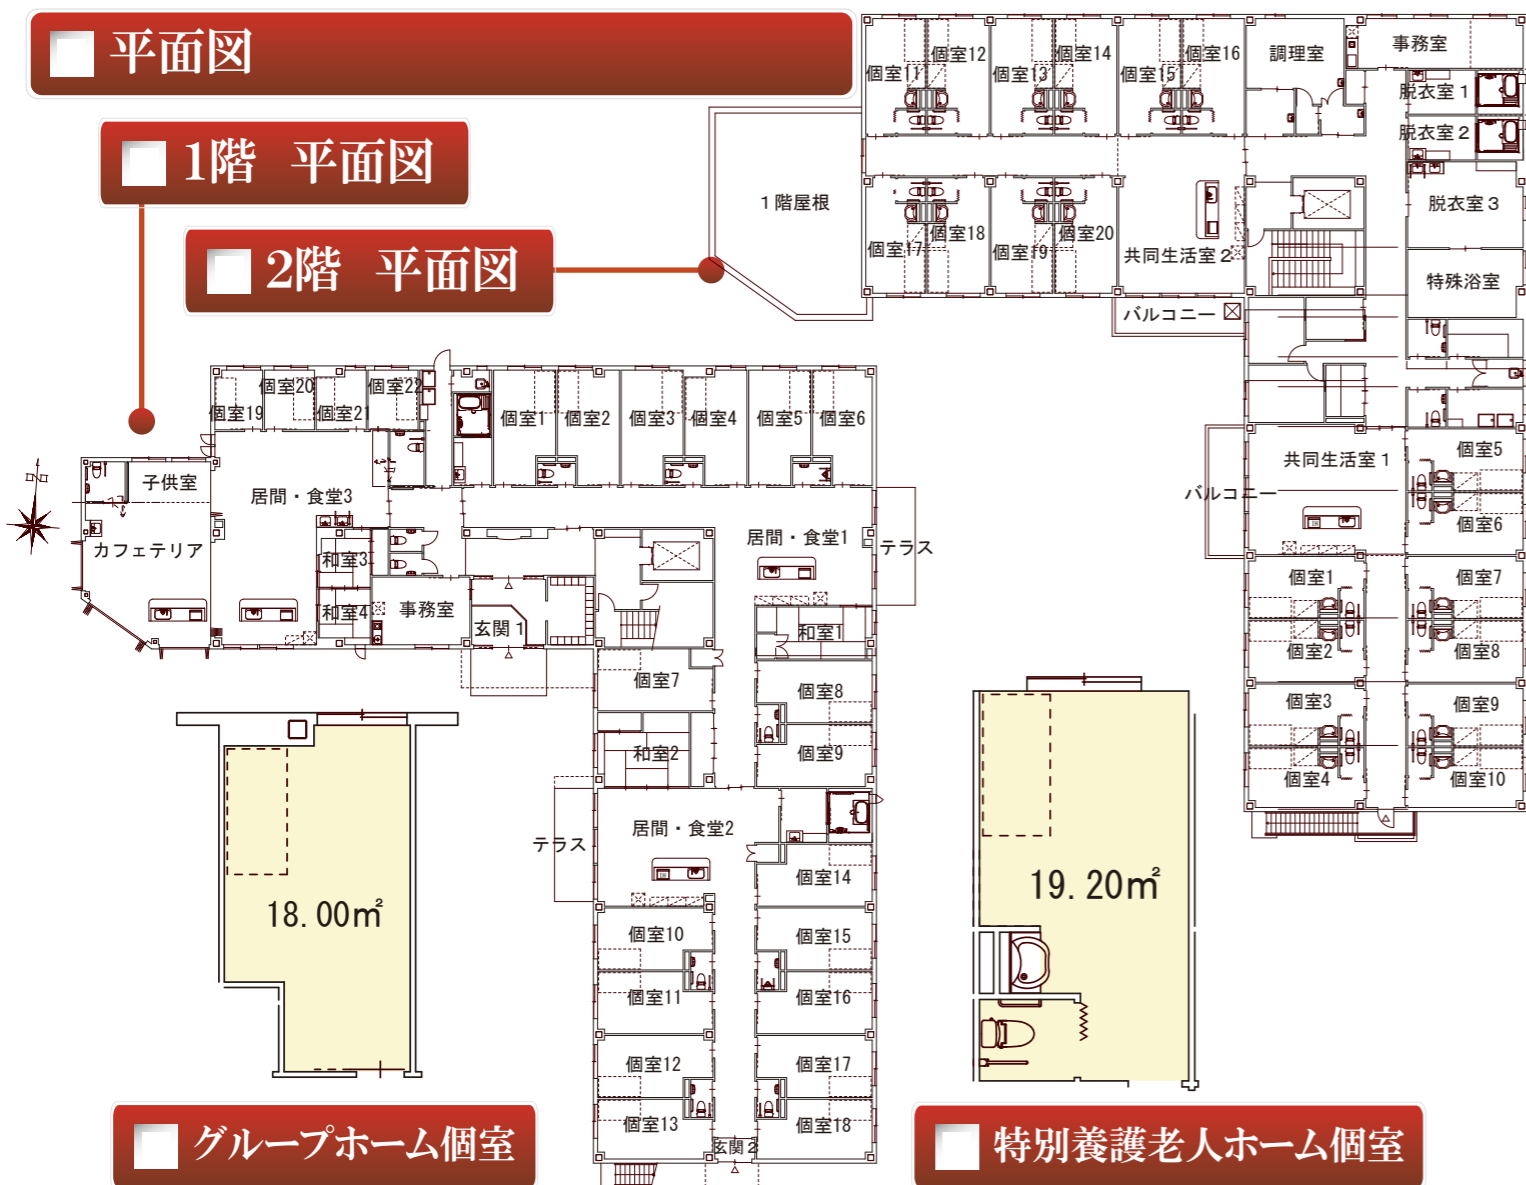 平面図
1階 平面図
2階 平面図
個室11
個室12
個室13
個室14
個室15
個室16
調理室
事務室
脱衣室1
脱衣室2
脱衣室3
特殊浴室
1階屋根
個室17
個室18
個室19
個室20
共同生活室2
バルコニー
共同生活室1
バルコニー
個室5
個室6
個室1
個室7
個室2
個室8
個室3
個室9
個室4
個室10
個室19
個室20
個室21
個室22
個室1
個室2
個室3
個室4
個室5
個室6
子供室
カフェテリア
居間・食堂3
和室3
和室4
事務室
玄関1
居間・食堂1
テラス
和室1
個室7
個室8
和室2
個室9
居間・食堂2
テラス
個室14
個室10
個室15
個室11
個室16
個室12
個室17
個室13
個室18
玄関2
18.00㎡
19.20㎡
グループホーム個室
特別養護老人ホーム個室